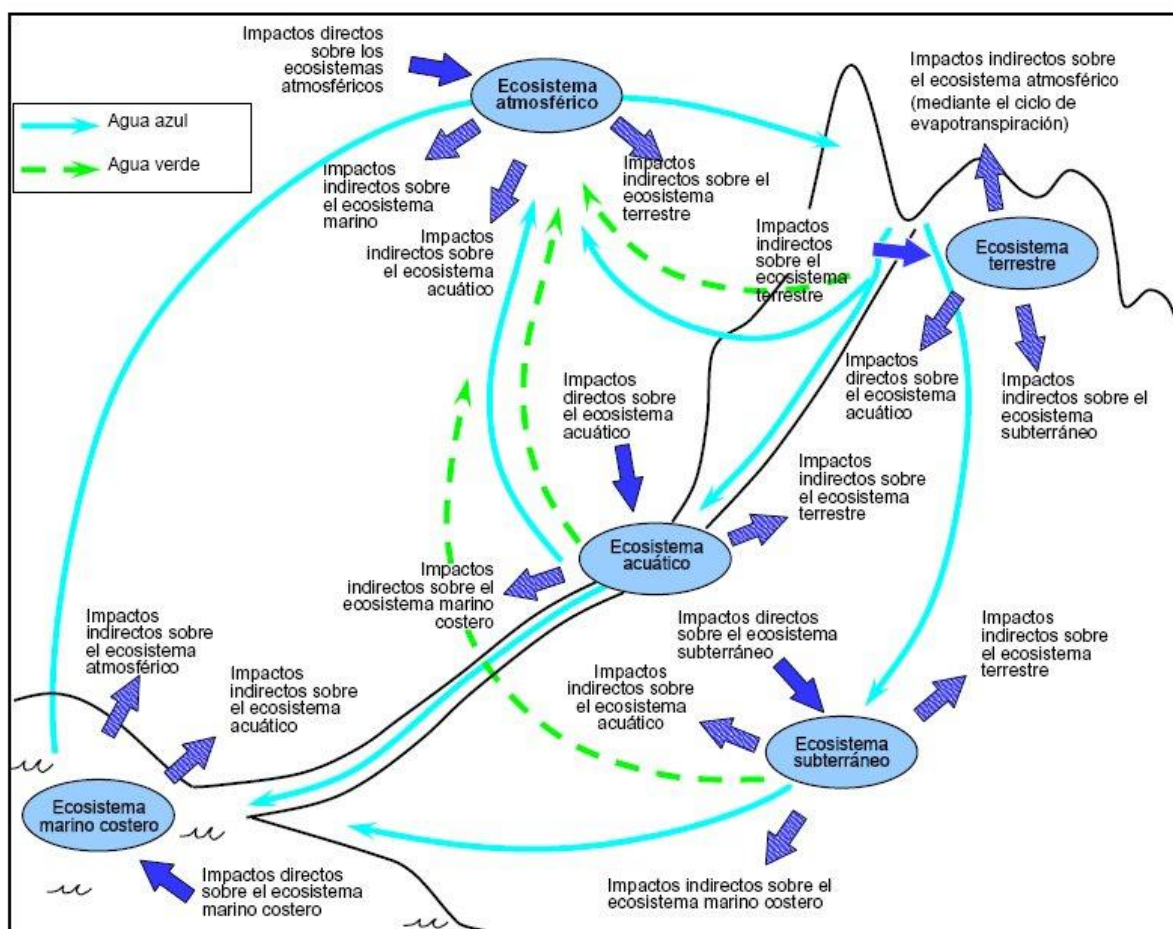 Impactos directos
sobre los
ecosistemas
atmosféricos
Ecosistema
atmosférico
Impactos indirectos sobre
el ecosistema atmosférico
(mediante el ciclo de
evapotranspiración)
Agua azul
Agua verde
Impactos
indirectos sobre
el ecosistema
marino
Impactos
indirectos sobre
el ecosistema
acuático
Impactos
indirectos sobre el
ecosistema
terrestre
Impactos
indirectos
sobre el
ecosistema
terrestre
Ecosistema
terrestre
Impactos
directos sobre
el ecosistema
acuático
Impactos
directos sobre el
ecosistema
acuático
Impactos
indirectos sobre el
ecosistema
subterráneo
Impactos
indirectos sobre
el ecosistema
terrestre
Ecosistema
acuático
Impactos
indirectos sobre el
ecosistema marino
costero
Impactos directos
sobre el ecosistema
subterráneo
Impactos
indirectos sobre
el ecosistema
terrestre
Impactos
indirectos sobre
el ecosistema
atmosférico
Impactos
indirectos sobre
el ecosistema
acuático
Impactos
indirectos sobre
el ecosistema
acuático
Ecosistema
subterráneo
Ecosistema
marino costero
Impactos directos
sobre el ecosistema
marino costero
Impactos indirectos sobre el
ecosistema marino costero